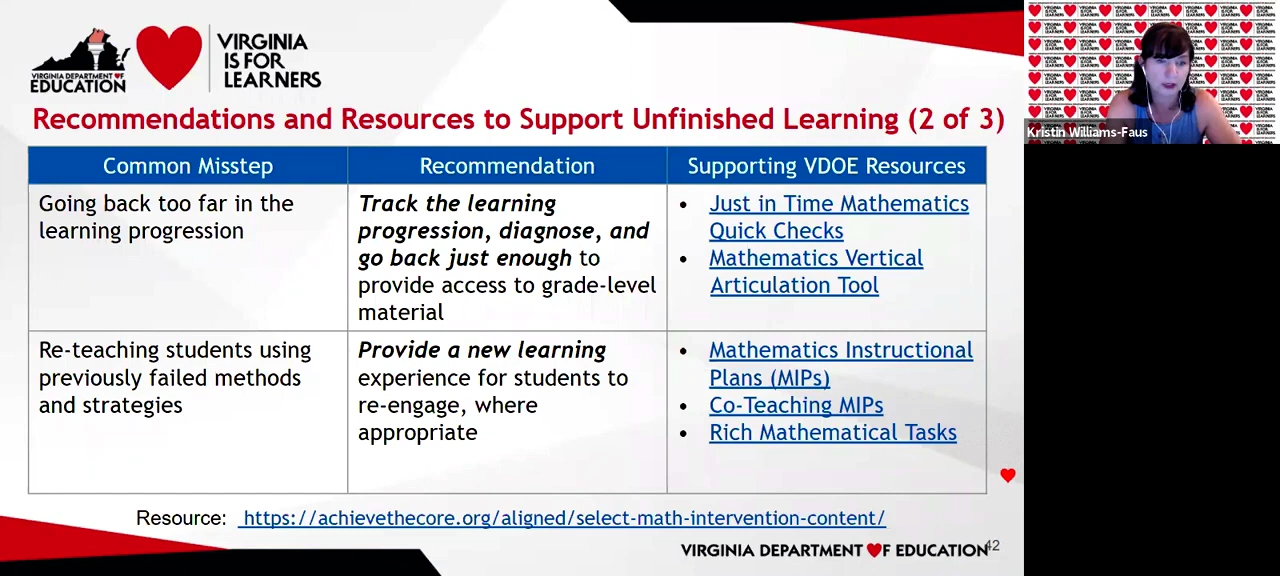 VIRGINIA DEPARTMENT OF
EDUCATION
VIRGINIA
IS FOR
LEARNERS
Recommendations and Resources to Support Unfinished Learning (2 of 3)
Common Misstep
Recommendation
Supporting VDOE Resources
Going back too far in the
learning progression
Track the learning
progression, diagnose, and
go back just enough to
provide access to grade-level
material
• Just in Time Mathematics
Quick Checks
• Mathematics Vertical
Articulation Tool
Re-teaching students using
previously failed methods
and strategies
Provide a new learning
experience for students to
re-engage, where
appropriate
• Mathematics Instructional
Plans (MIPs)
• Co-Teaching MIPs
• Rich Mathematical Tasks
Resource: https://achievethecore.org/aligned/select-math-intervention-content/
VIRGINIA DEPARTMENT OF EDUCATION
42
Kristin Williams-Faus